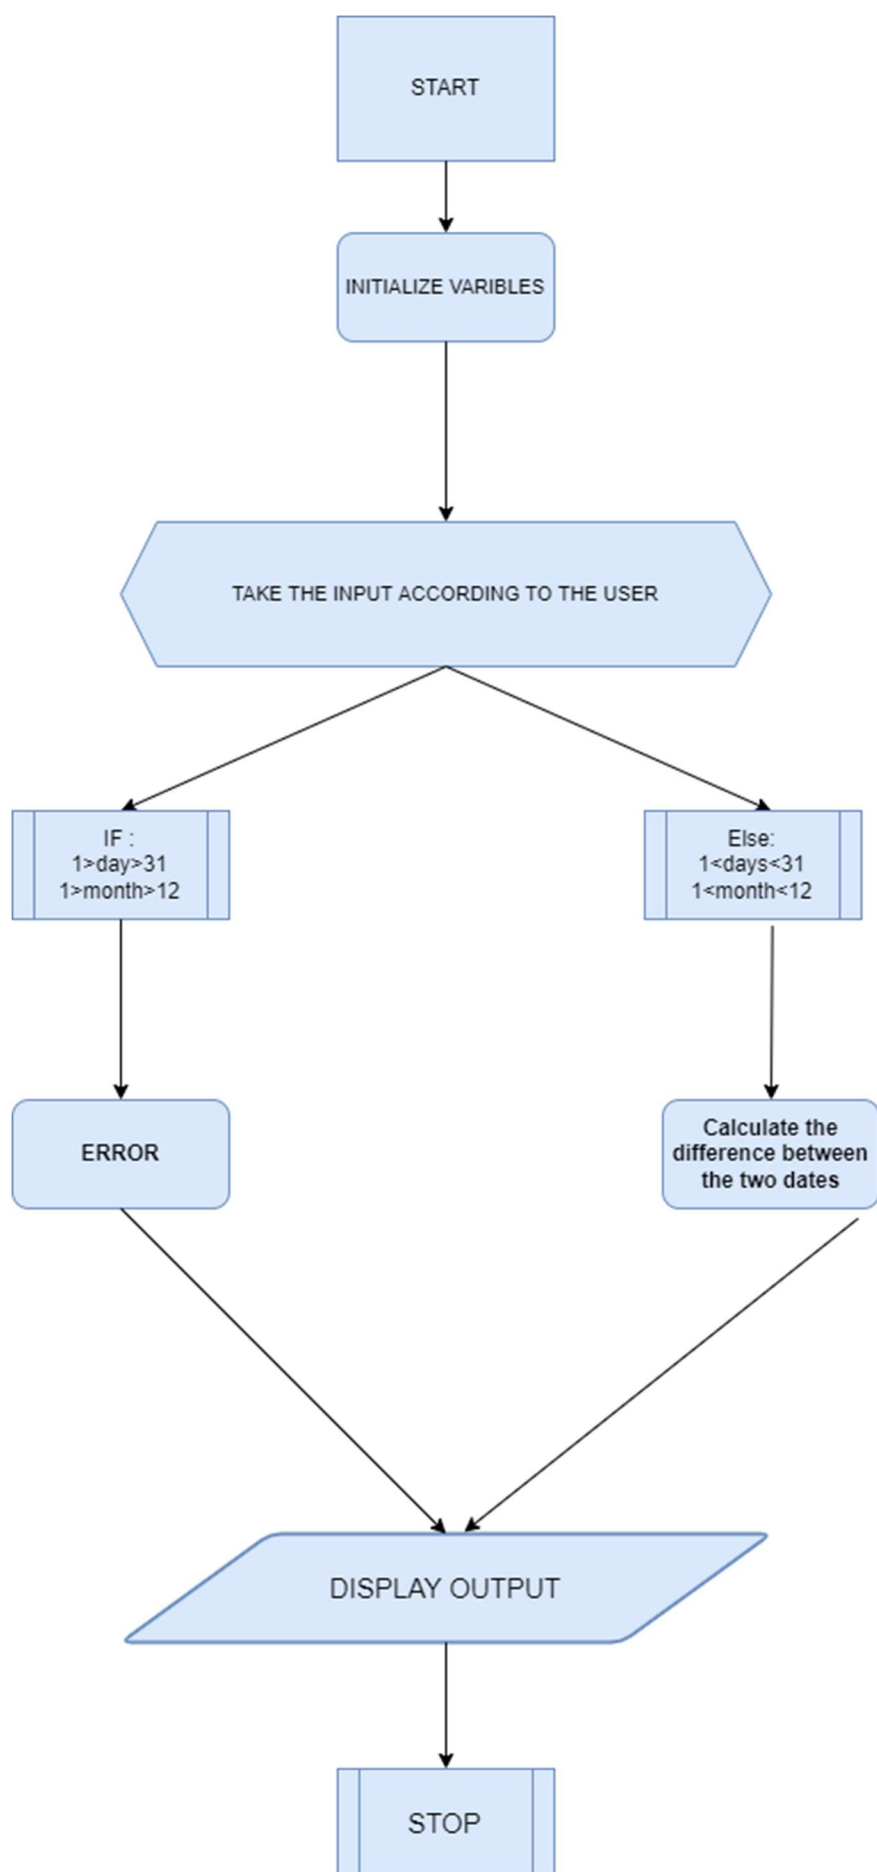 START
INITIALIZE VARIBLES
TAKE THE INPUT ACCORDING TO THE USER
IF :
1>day>31
1>month>12
Else:
1<days<31
1<month<12
ERROR
Calculate the
difference between
the two dates
DISPLAY OUTPUT
STOP